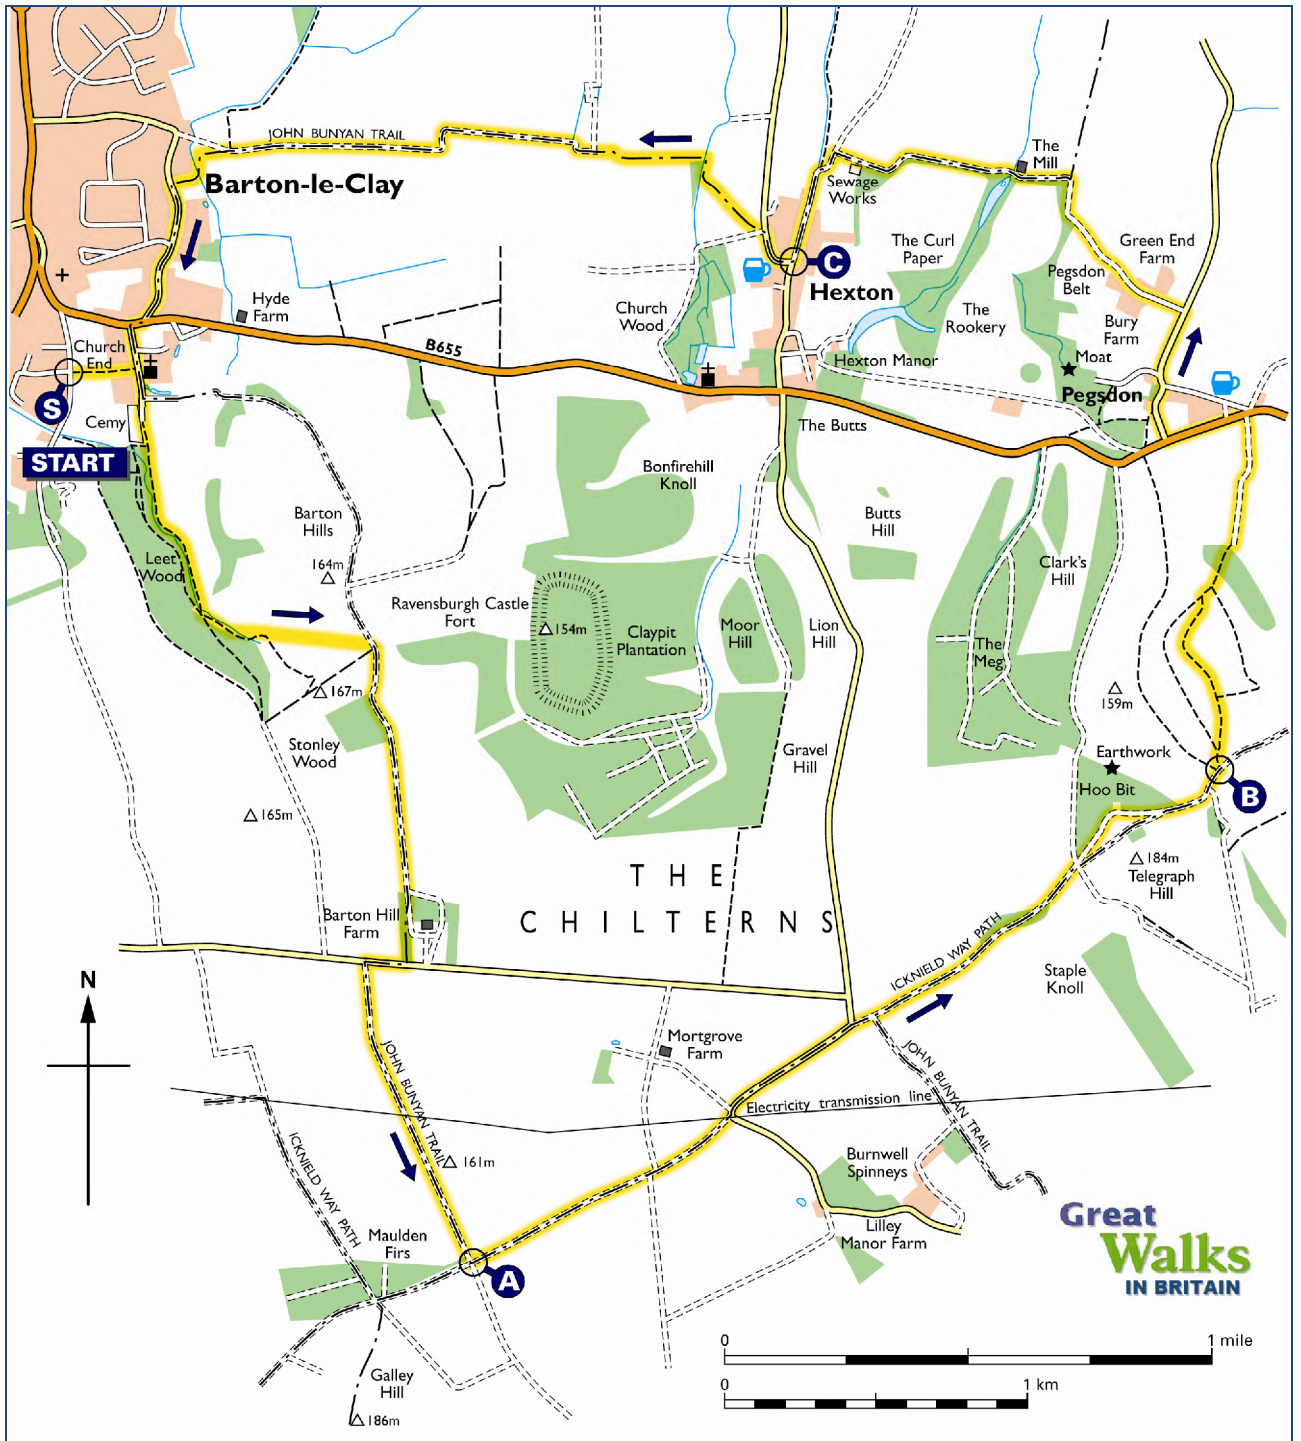 JOHN BUNYAN TRAIL
Barton-le-Clay
The
Mill
Sewage
Works
The Curl
Paper
Green End
Farm
Pegsdon
Belt
C
Hexton
Hyde
Farm
Church
Wood
The
Rookery
Bury
Farm
B655
Church
End
Hexton Manor
Moat
Pegsdon
S
Cemy
START
The Butts
Bonfirehill
Knoll
Barton
Hills
Butts
Hill
Leet
Wood
164m
Clark's
Hill
Ravensburgh Castle
Fort
154m
Claypit
Plantation
Moor
Hill
Lion
Hill
The
Meg
167m
159m
Stonley
Wood
Gravel
Hill
Earthwork
Hoo Bit
B
165m
184m
Telegraph
Hill
THE
CHILTERNS
Barton Hill
Farm
ICKNIELD WAY PATH
Staple
Knoll
N
Mortgrove
Farm
JOHN BUNYAN TRAIL
JOHN BUNYAN TRAIL
Electricity transmission line
ICKNIELD WAY PATH
161m
Burnwell
Spinneys
Lilley
Manor Farm
Maulden
Firs
A
Great
Walks
IN BRITAIN
0 1 mile
0 1 km
Galley
Hill
186m